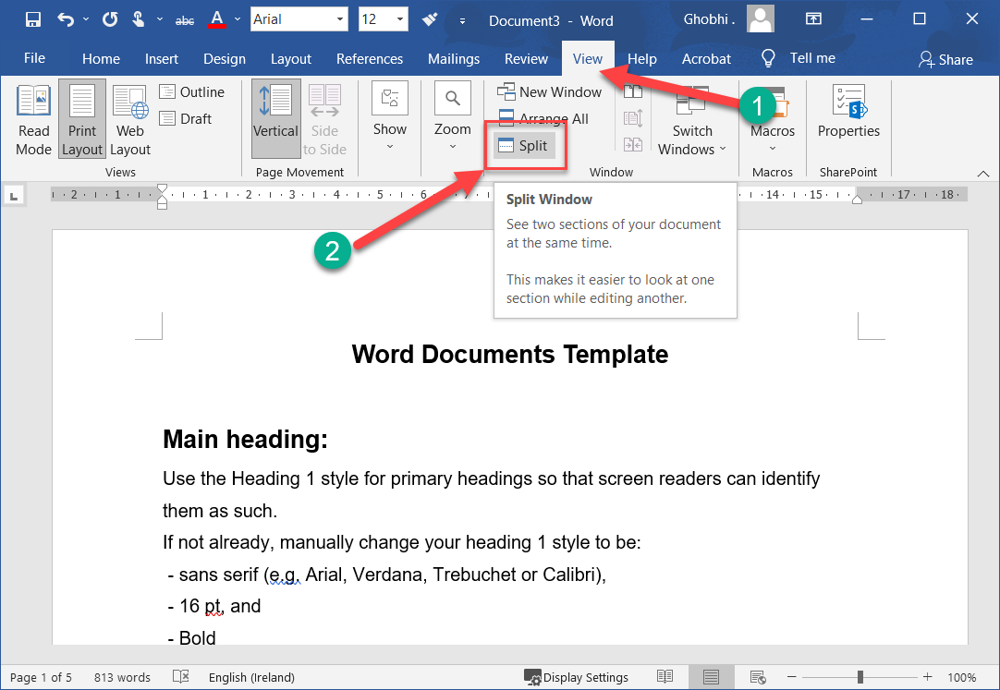 abc A Arial 12 Document3 - Word Ghobhi .
File Home Insert Design Layout References Mailings Review View Help Acrobat Tell me Share
1
Read Mode
Print Layout
Web Layout
Outline
Draft
Views
Vertical
Side to Side
Page Movement
Show
Zoom
New Window
Arrange All
Split
Switch Windows
Window
Macros
Macros
Properties
SharePoint
L 2 1 1 2 3 4 5 6 7 14 15 17 18
2
Split Window
See two sections of your document
at the same time.
This makes it easier to look at one
section while editing another.
Word Documents Template
Main heading:
Use the Heading 1 style for primary headings so that screen readers can identify
them as such.
If not already, manually change your heading 1 style to be:
- sans serif (e.g. Arial, Verdana, Trebuchet or Calibri),
- 16 pt, and
- Bold
Page 1 of 5 813 words English (Ireland) Display Settings 100%